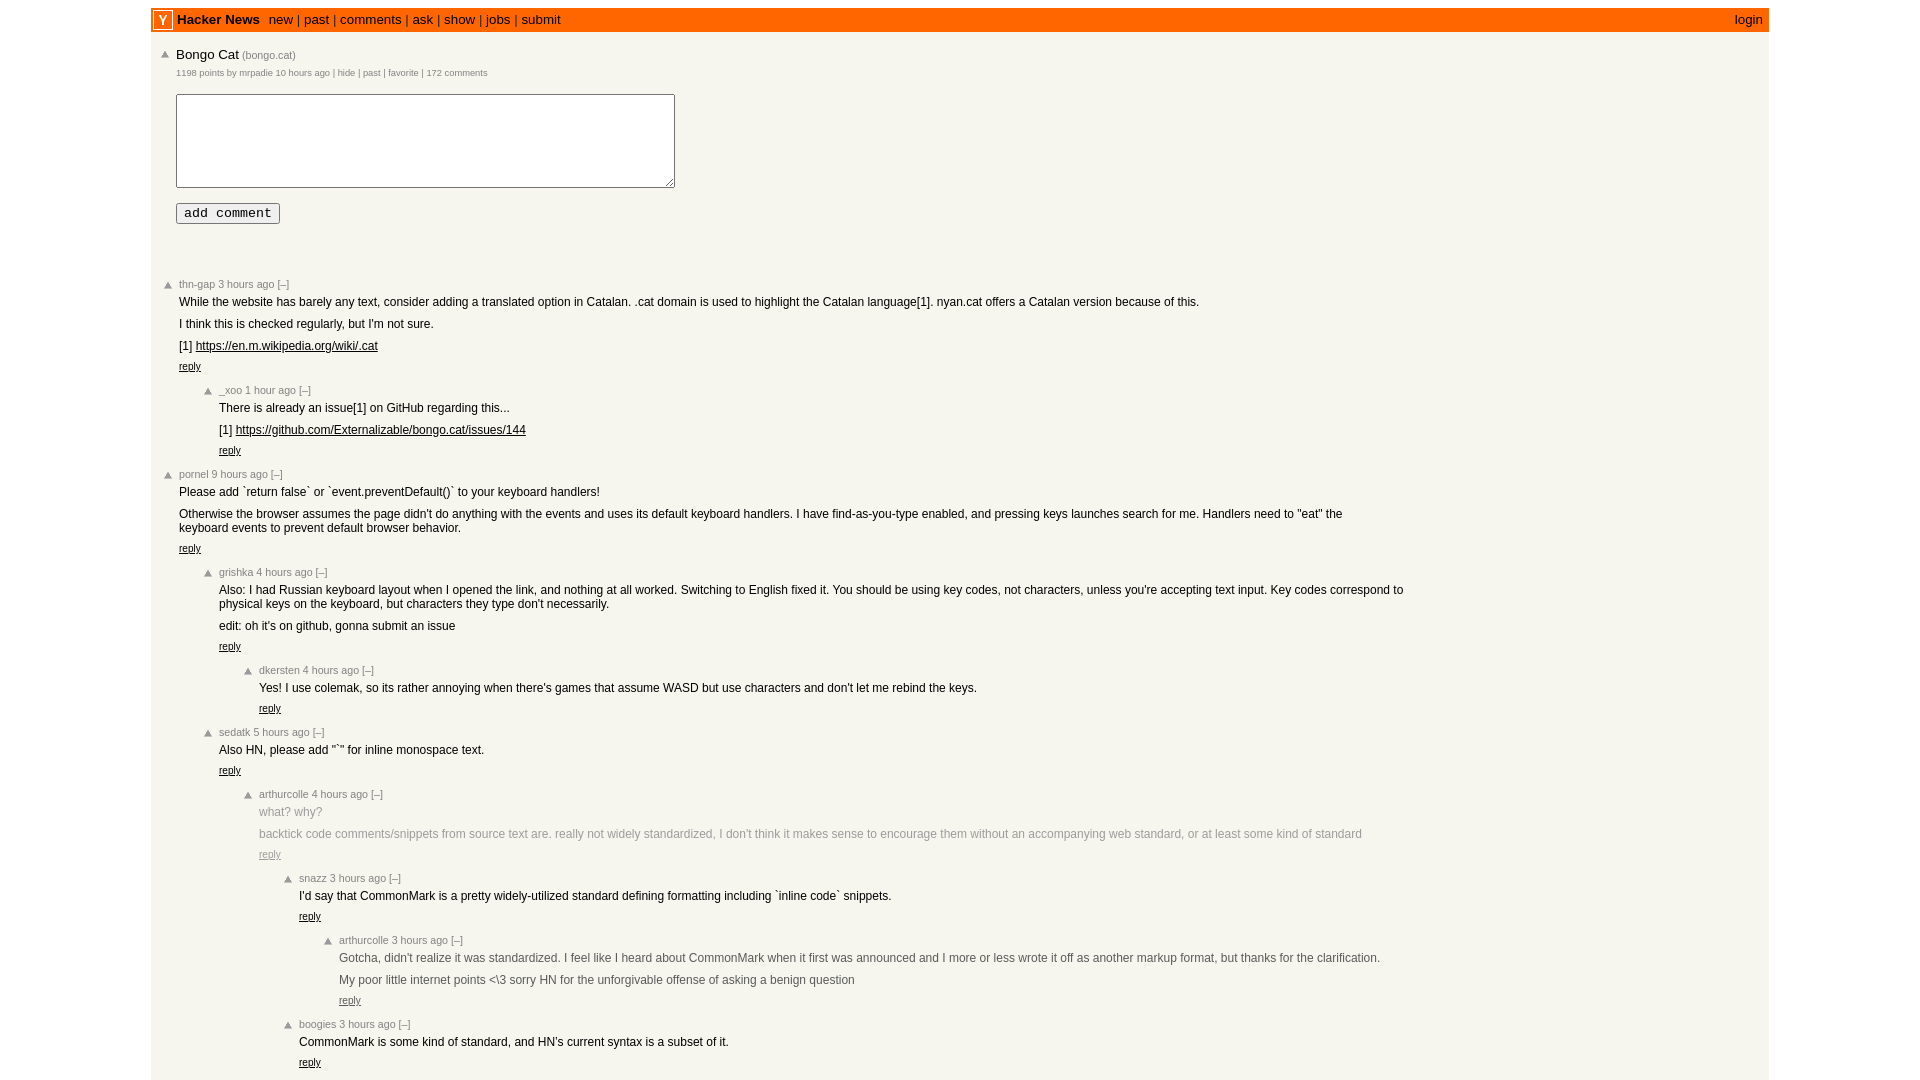 Y Hacker News new | past | comments | ask | show | jobs | submit login
Bongo Cat (bongo.cat)
1198 points by mrpadie 10 hours ago | hide | past | favorite | 172 comments
add comment
thn-gap 3 hours ago [–]
While the website has barely any text, consider adding a translated option in Catalan. .cat domain is used to highlight the Catalan language[1]. nyan.cat offers a Catalan version because of this.
I think this is checked regularly, but I'm not sure.
[1] https://en.m.wikipedia.org/wiki/.cat
reply
_xoo 1 hour ago [–]
There is already an issue[1] on GitHub regarding this...
[1] https://github.com/Externalizable/bongo.cat/issues/144
reply
pornel 9 hours ago [–]
Please add `return false` or `event.preventDefault()` to your keyboard handlers!
Otherwise the browser assumes the page didn't do anything with the events and uses its default keyboard handlers. I have find-as-you-type enabled, and pressing keys launches search for me. Handlers need to "eat" the
keyboard events to prevent default browser behavior.
reply
grishka 4 hours ago [–]
Also: I had Russian keyboard layout when I opened the link, and nothing at all worked. Switching to English fixed it. You should be using key codes, not characters, unless you're accepting text input. Key codes correspond to
physical keys on the keyboard, but characters they type don't necessarily.
edit: oh it's on github, gonna submit an issue
reply
dkersten 4 hours ago [–]
Yes! I use colemak, so its rather annoying when there's games that assume WASD but use characters and don't let me rebind the keys.
reply
sedatk 5 hours ago [–]
Also HN, please add "`" for inline monospace text.
reply
arthurcolle 4 hours ago [–]
what? why?
backtick code comments/snippets from source text are. really not widely standardized, I don't think it makes sense to encourage them without an accompanying web standard, or at least some kind of standard
reply
snazz 3 hours ago [–]
I'd say that CommonMark is a pretty widely-utilized standard defining formatting including `inline code` snippets.
reply
arthurcolle 3 hours ago [–]
Gotcha, didn't realize it was standardized. I feel like I heard about CommonMark when it first was announced and I more or less wrote it off as another markup format, but thanks for the clarification.
My poor little internet points <\3 sorry HN for the unforgivable offense of asking a benign question
reply
boogies 3 hours ago [–]
CommonMark is some kind of standard, and HN's current syntax is a subset of it.
reply